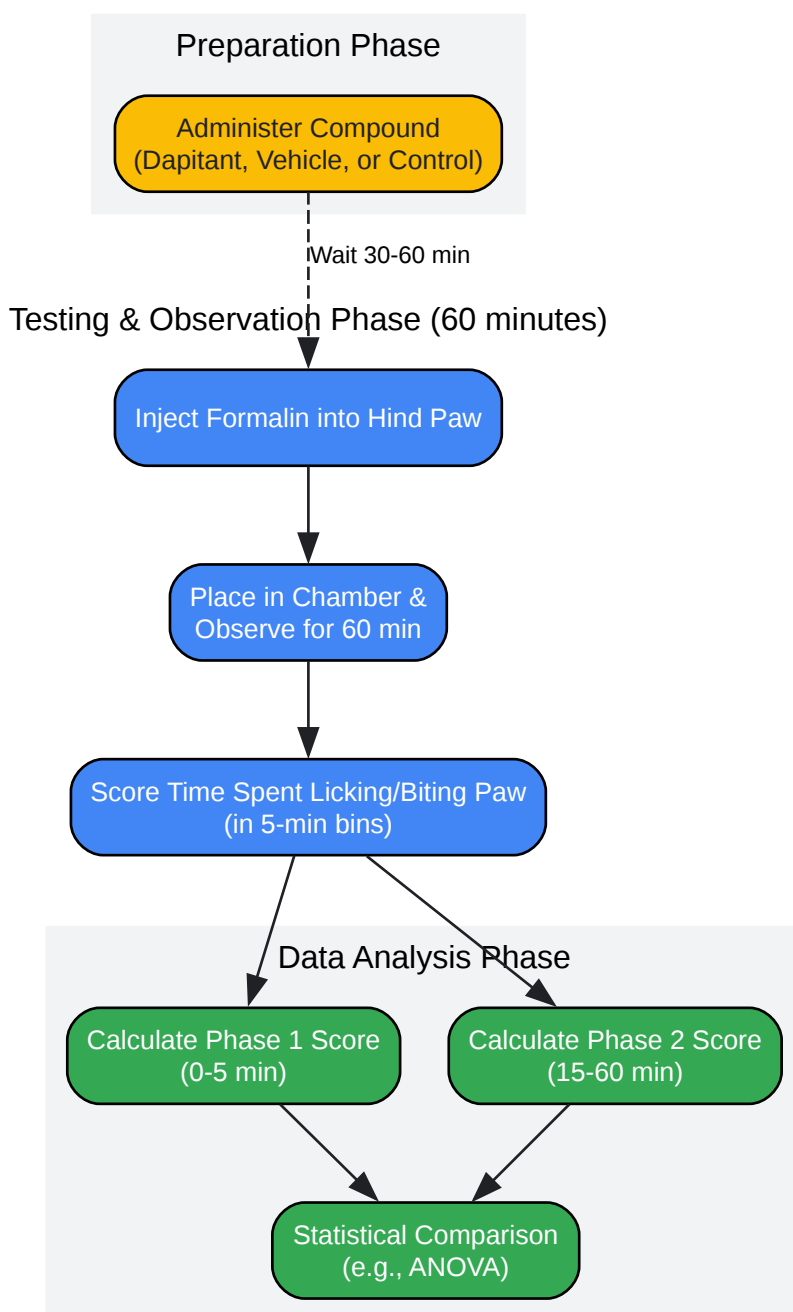 Preparation Phase
Administer Compound
(Dapitant, Vehicle, or Control)
Wait 30-60 min
Testing & Observation Phase (60 minutes)
Inject Formalin into Hind Paw
Place in Chamber &
Observe for 60 min
Score Time Spent Licking/Biting Paw
(in 5-min bins)
Data Analysis Phase
Calculate Phase 1 Score
(0-5 min)
Calculate Phase 2 Score
(15-60 min)
Statistical Comparison
(e.g., ANOVA)